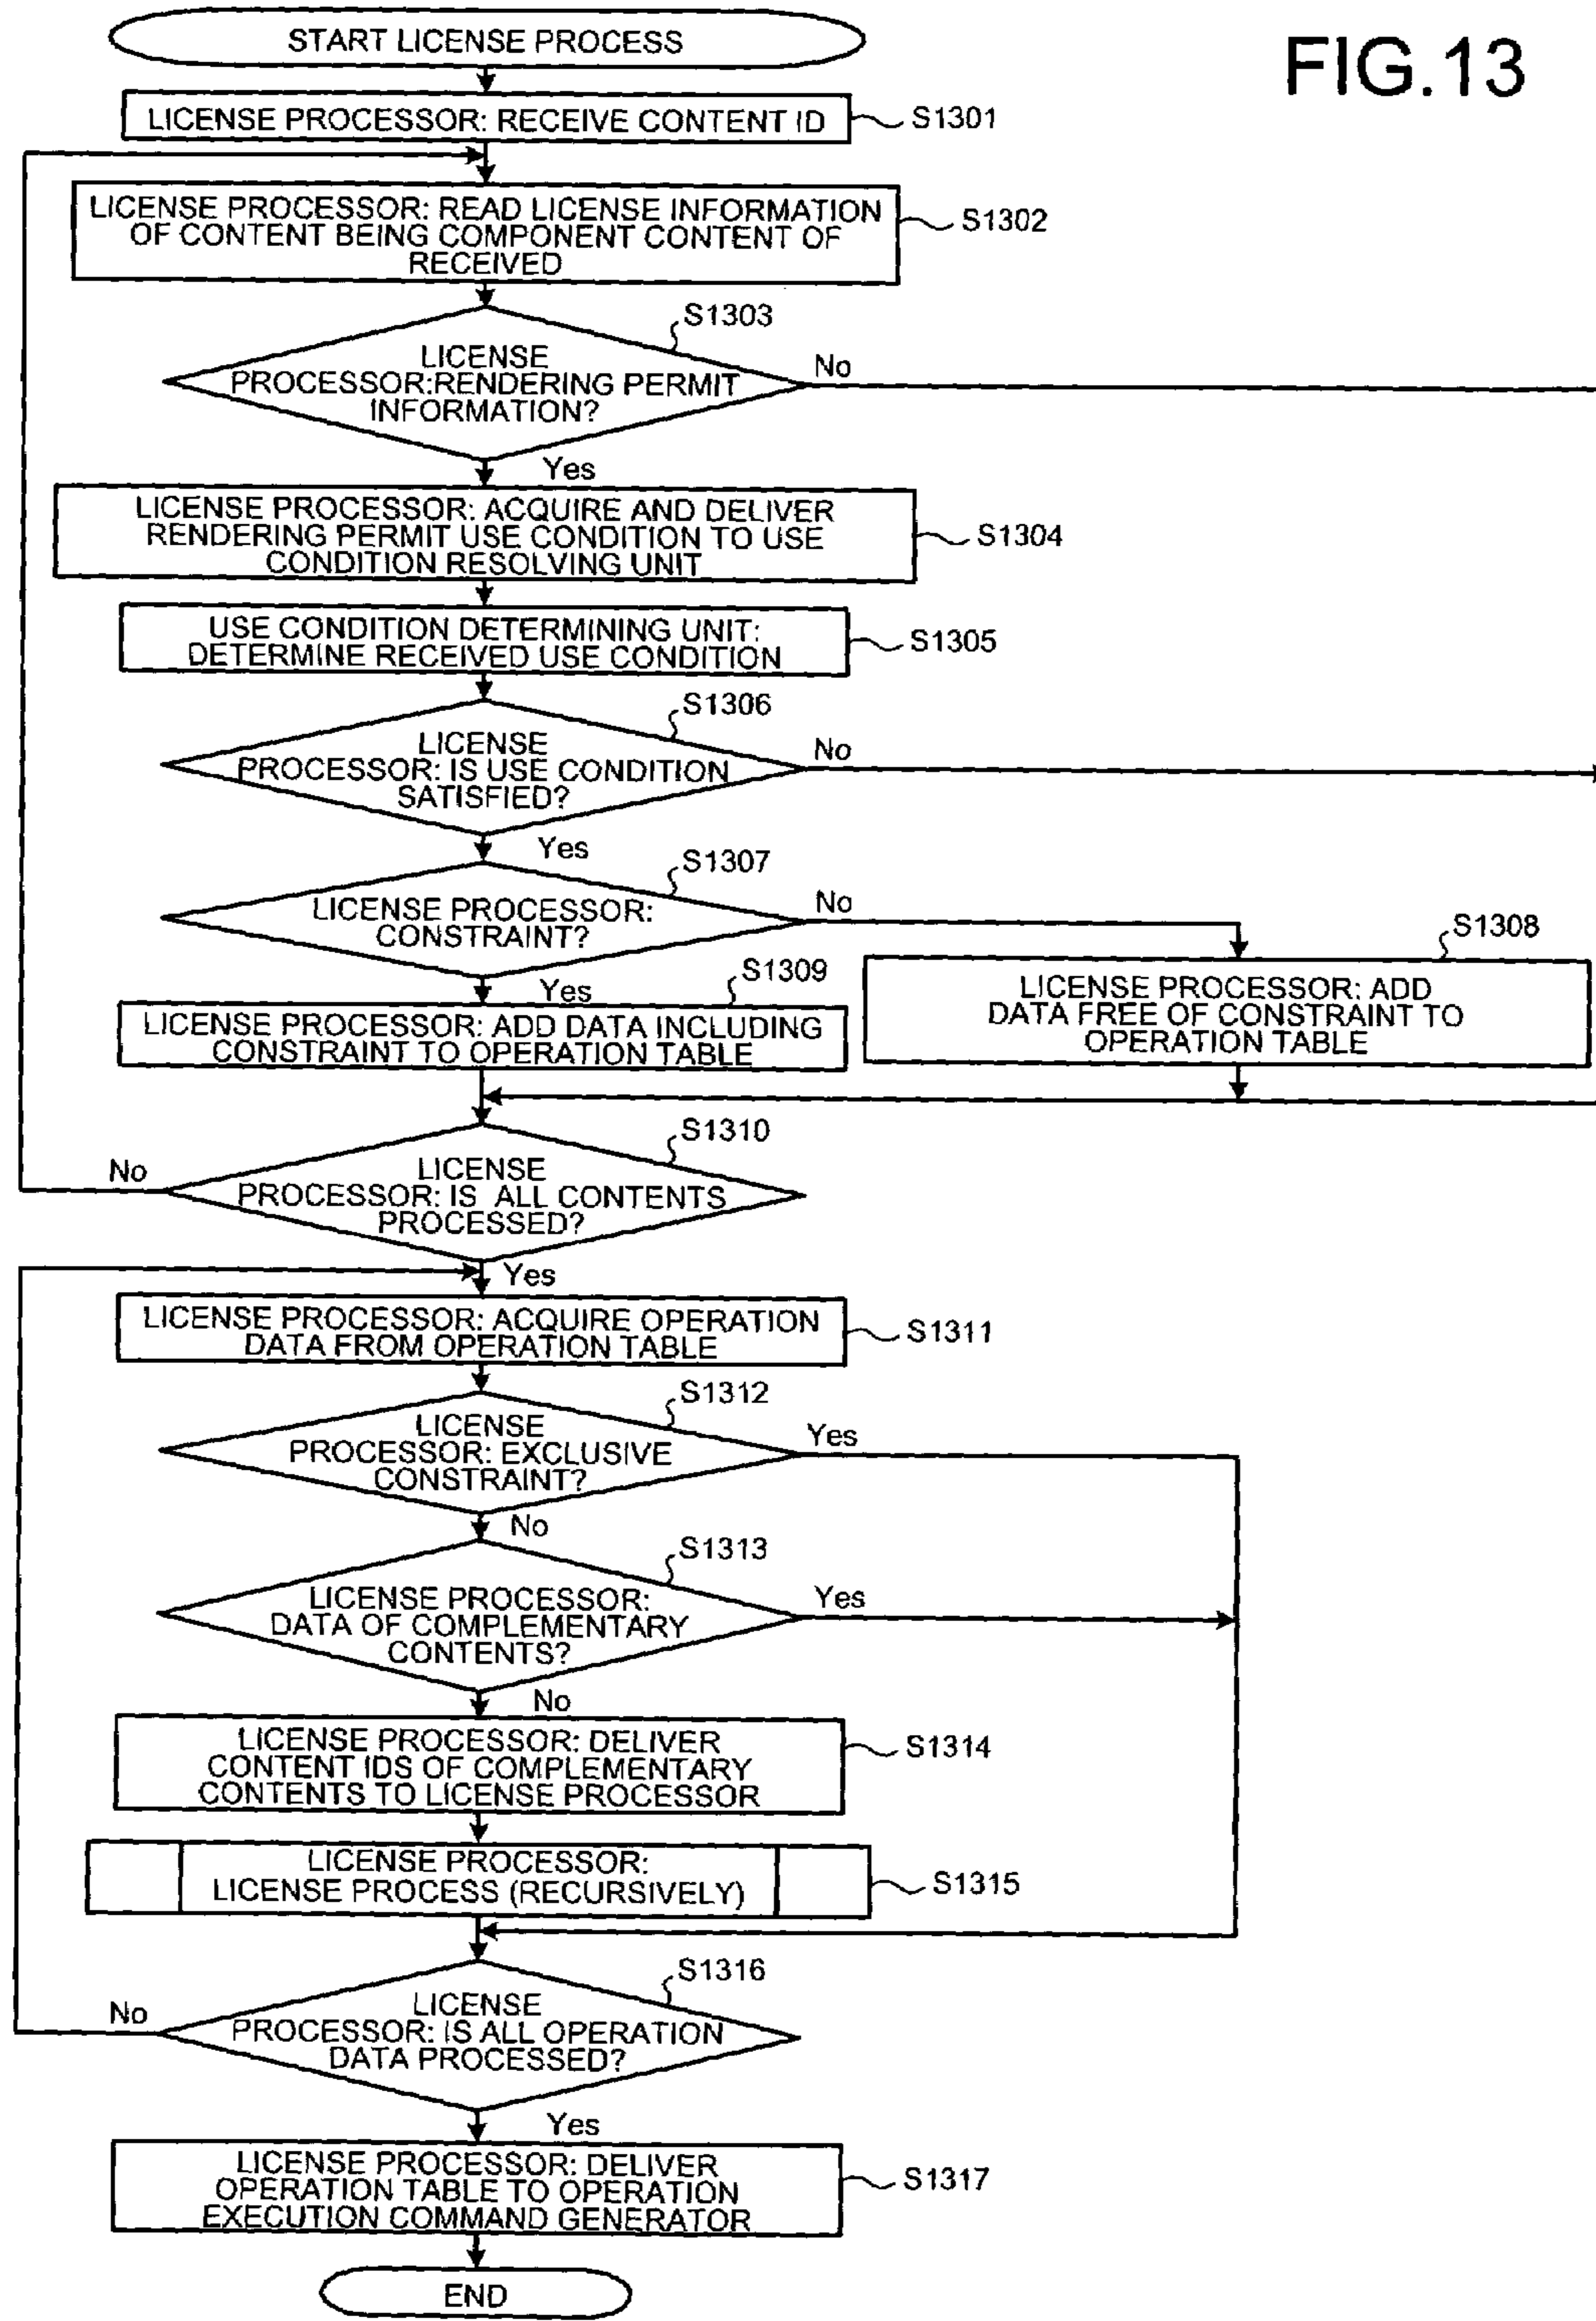 FIG.13
START LICENSE PROCESS
LICENSE PROCESSOR: RECEIVE CONTENT ID
S1301
LICENSE PROCESSOR: READ LICENSE INFORMATION
OF CONTENT BEING COMPONENT CONTENT OF
RECEIVED
S1302
S1303
LICENSE
PROCESSOR:RENDERING PERMIT
INFORMATION?
No
Yes
LICENSE PROCESSOR: ACQUIRE AND DELIVER
RENDERING PERMIT USE CONDITION TO USE
CONDITION RESOLVING UNIT
S1304
USE CONDITION DETERMINING UNIT:
DETERMINE RECEIVED USE CONDITION
S1305
S1306
LICENSE
PROCESSOR: IS USE CONDITION
SATISFIED?
No
Yes
S1307
LICENSE PROCESSOR:
CONSTRAINT?
No
Yes
S1308
LICENSE PROCESSOR: ADD
DATA FREE OF CONSTRAINT TO
OPERATION TABLE
S1309
LICENSE PROCESSOR: ADD DATA INCLUDING
CONSTRAINT TO OPERATION TABLE
S1310
LICENSE
PROCESSOR: IS ALL CONTENTS
PROCESSED?
No
Yes
LICENSE PROCESSOR: ACQUIRE OPERATION
DATA FROM OPERATION TABLE
S1311
S1312
LICENSE
PROCESSOR: EXCLUSIVE
CONSTRAINT?
Yes
No
S1313
LICENSE PROCESSOR:
DATA OF COMPLEMENTARY
CONTENTS?
Yes
No
LICENSE PROCESSOR: DELIVER
CONTENT IDS OF COMPLEMENTARY
CONTENTS TO LICENSE PROCESSOR
S1314
LICENSE PROCESSOR:
LICENSE PROCESS (RECURSIVELY)
S1315
S1316
LICENSE
PROCESSOR: IS ALL OPERATION
DATA PROCESSED?
No
Yes
LICENSE PROCESSOR: DELIVER
OPERATION TABLE TO OPERATION
EXECUTION COMMAND GENERATOR
S1317
END